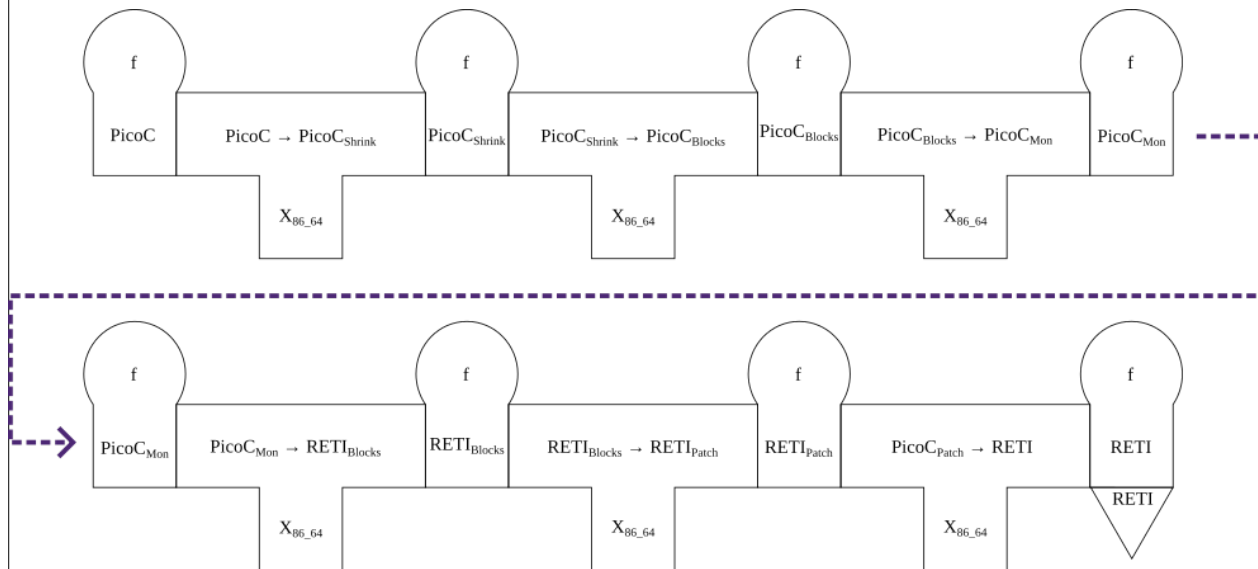 f f f f
PicoC PicoC → PicoC_Shrink PicoC_Shrink PicoC_Shrink → PicoC_Blocks PicoC_Blocks PicoC_Blocks → PicoC_Mon PicoC_Mon
X_86_64 X_86_64 X_86_64
f f f f
PicoC_Mon PicoC_Mon → RETI_Blocks RETI_Blocks RETI_Blocks → RETI_Patch RETI_Patch PicoC_Patch → RETI RETI
RETI
X_86_64 X_86_64 X_86_64